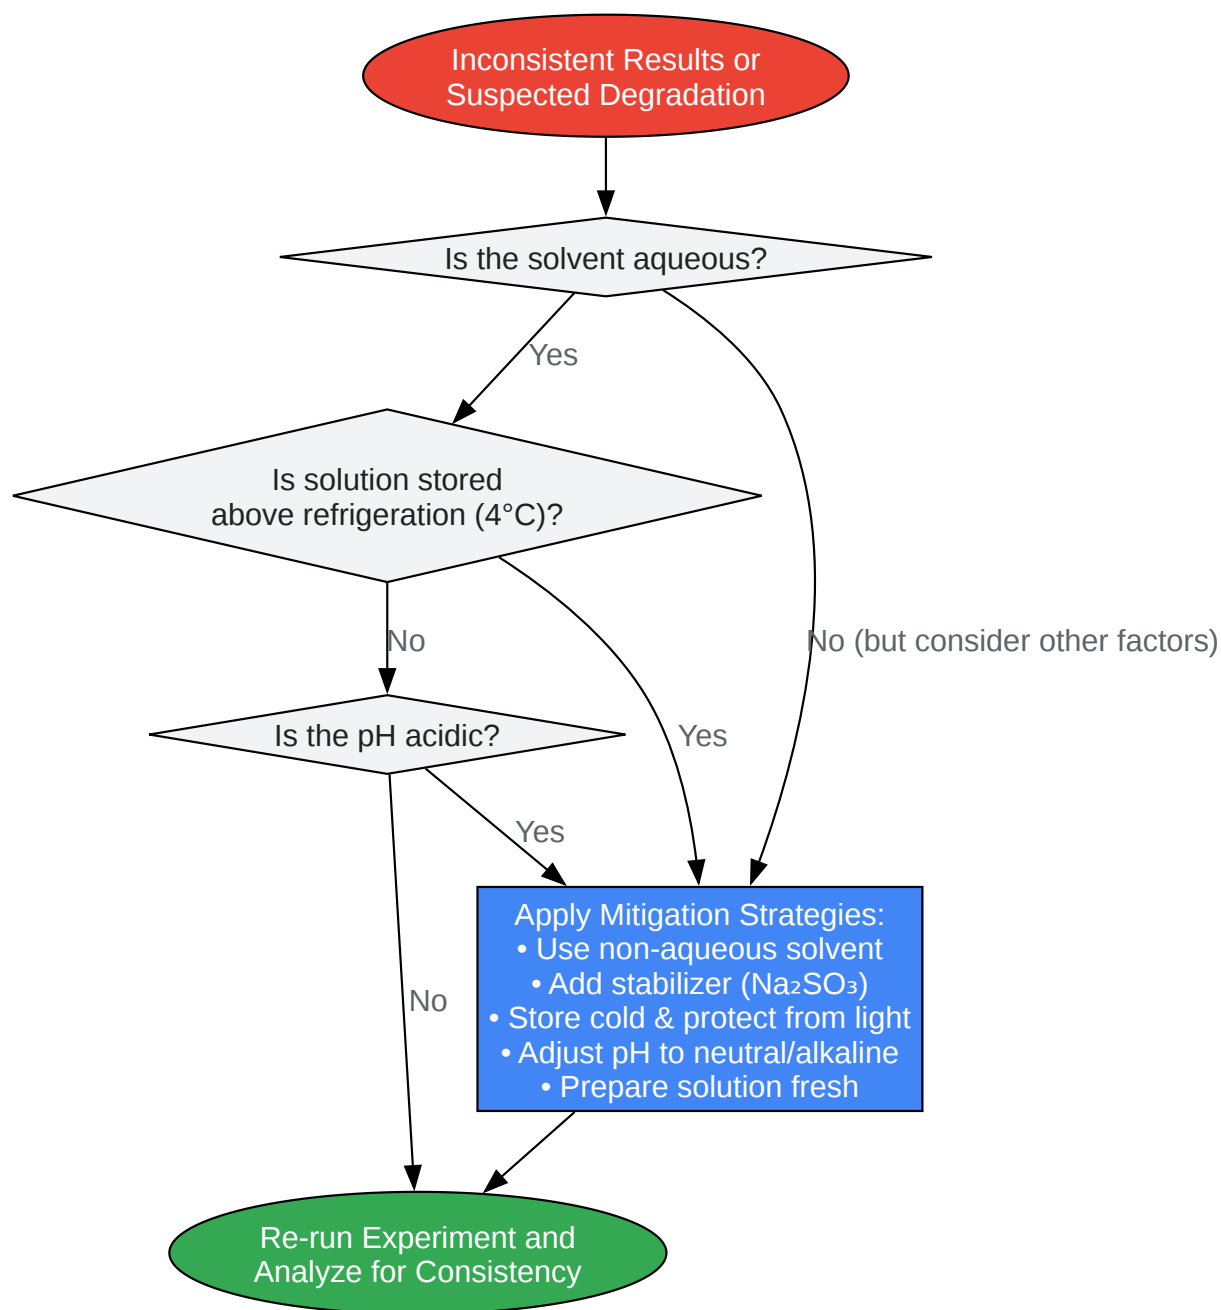 Inconsistent Results or
Suspected Degradation
Is the solvent aqueous?
Yes
Is solution stored
above refrigeration (4°C)?
No
No (but consider other factors)
Is the pH acidic?
Yes
Yes
Apply Mitigation Strategies:
• Use non-aqueous solvent
• Add stabilizer (Na₂SO₃)
• Store cold & protect from light
• Adjust pH to neutral/alkaline
• Prepare solution fresh
No
Re-run Experiment and
Analyze for Consistency